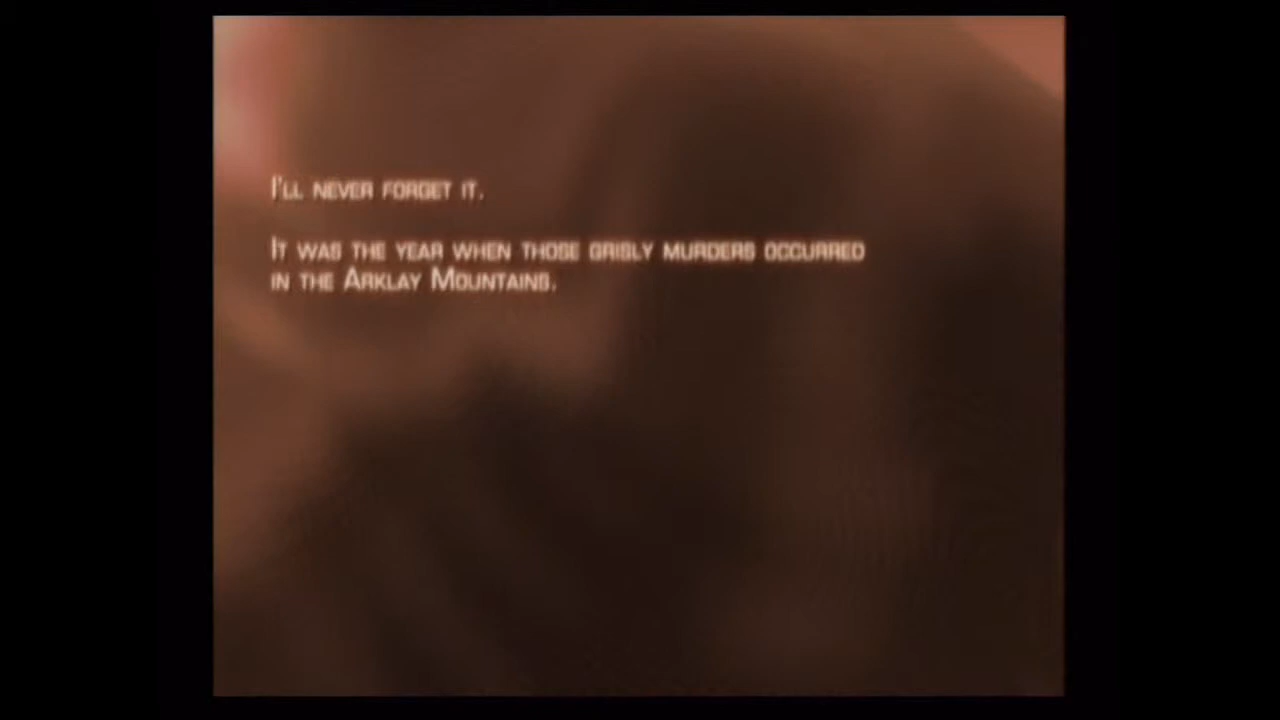 I'll never forget it.
It was the year when those grisly murders occurred
in the Arklay Mountains.